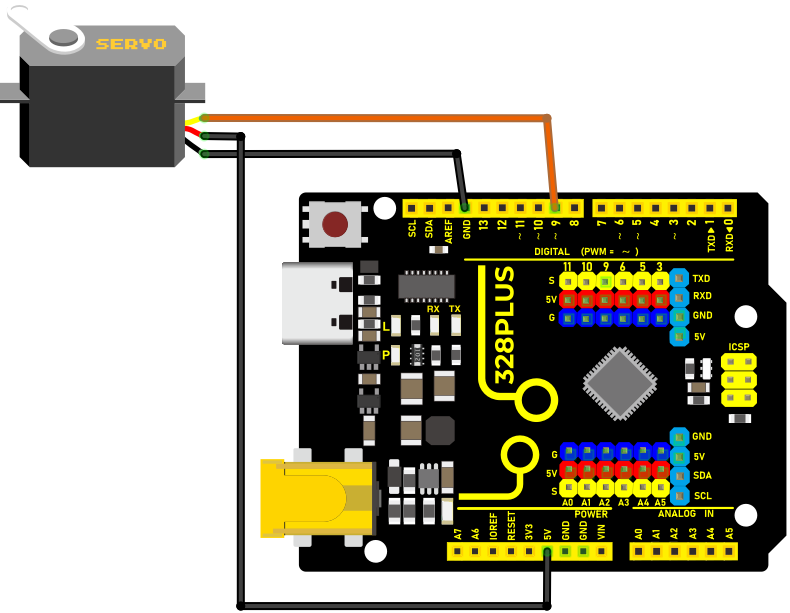 SERVO
SCL SDA AREF GND 13 12 ~11 ~10 ~9 8 7 ~6 ~5 4 ~3 2 TXD▶1 RXD◀0
DIGITAL (PWM = ~ )
11 10 9 6 5 3
S
5V
G
TXD
RXD
GND
5V
RX TX
L
P
328PLUS
ICSP
G
5V
S
GND
5V
SDA
SCL
A0 A1 A2 A3 A4 A5
POWER
ANALOG IN
A7 A6 IOREF RESET 3V3 5V GND GND VIN
A0 A1 A2 A3 A4 A5